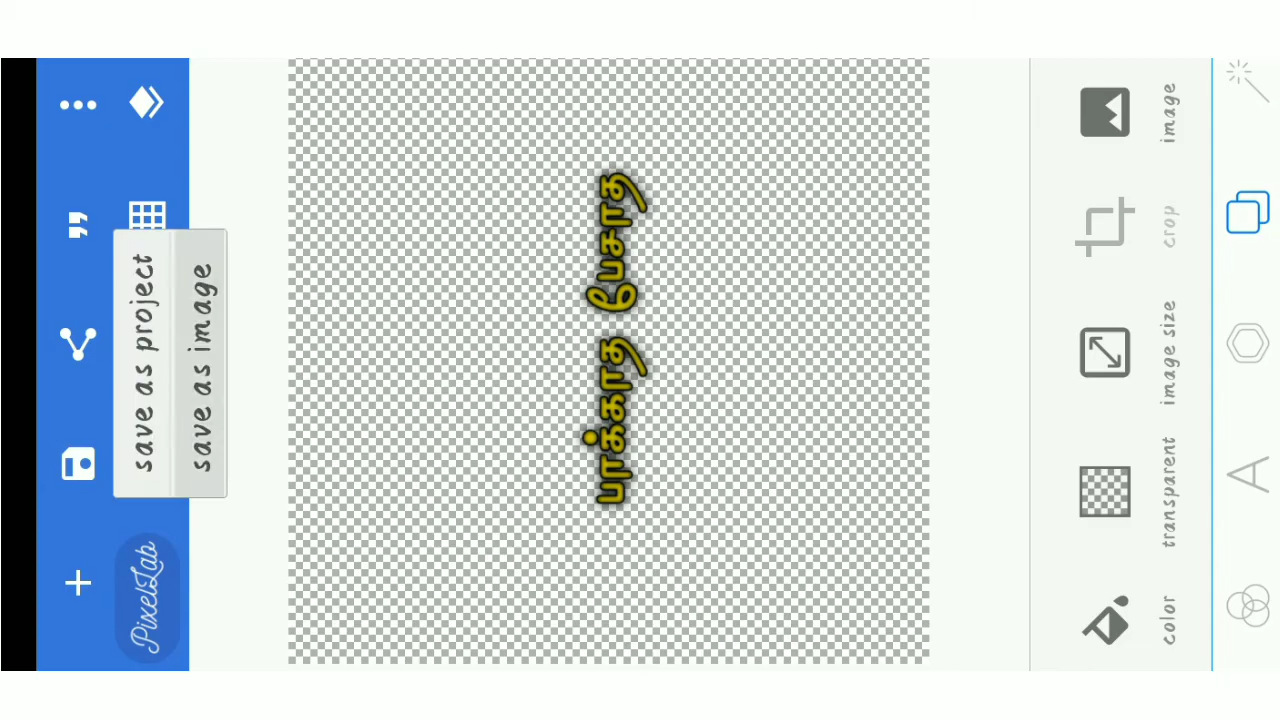 PixelLab
save as project
save as image
பார்க்காத பேசாத
color
transparent
image size
crop
image